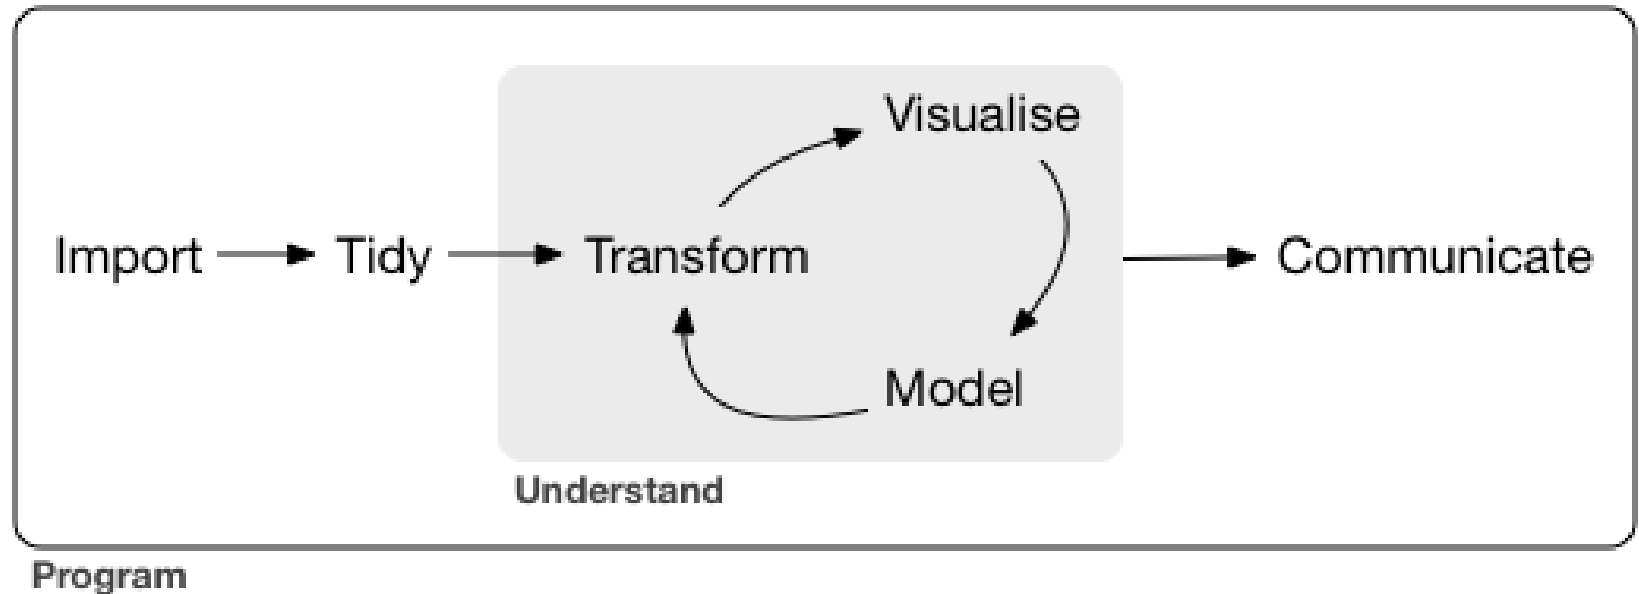 Visualise
Import
Tidy
Transform
Communicate
Model
Understand
Program